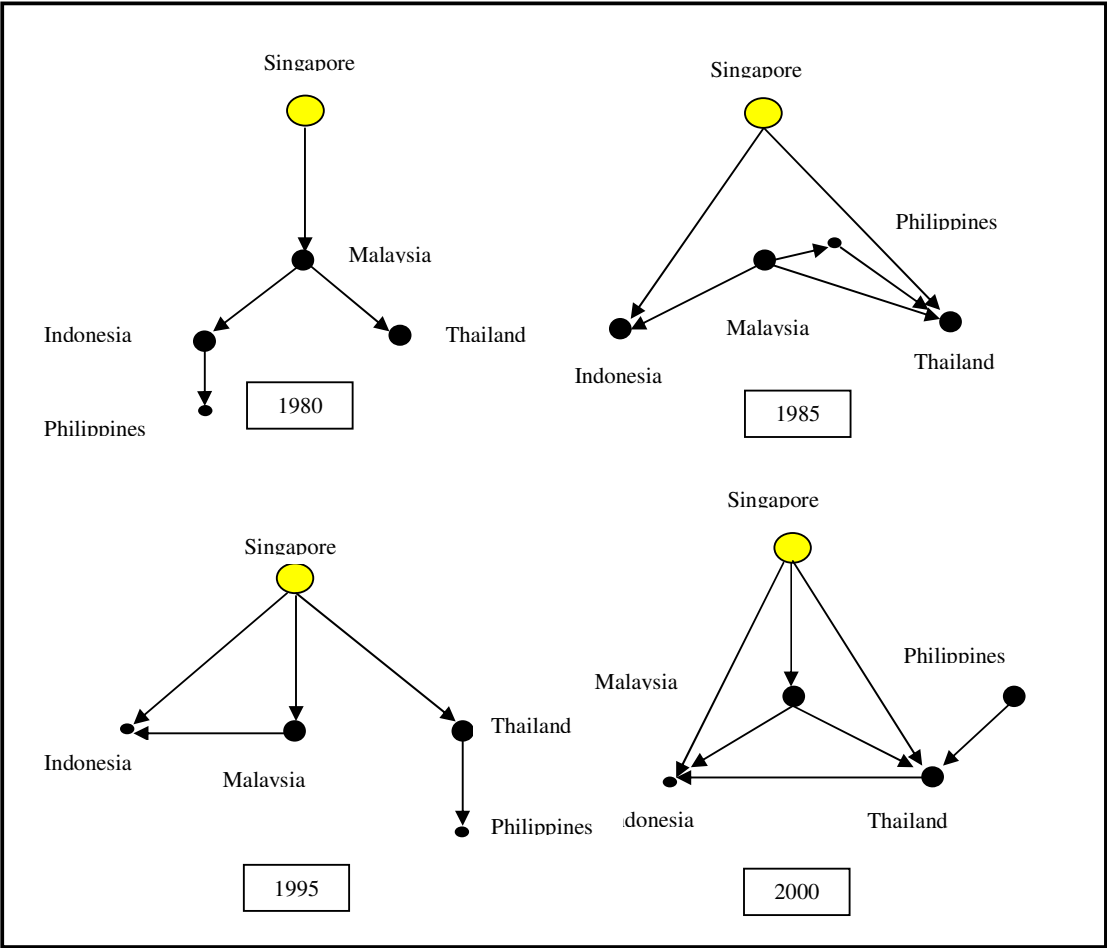 Singapore
Malaysia
Indonesia
Thailand
Philippines
1980
Singapore
Philippines
Malaysia
Indonesia
Thailand
1985
Singapore
Indonesia
Malaysia
Thailand
Philippines
1995
Singapore
Malaysia
Philippines
donesia
Thailand
2000